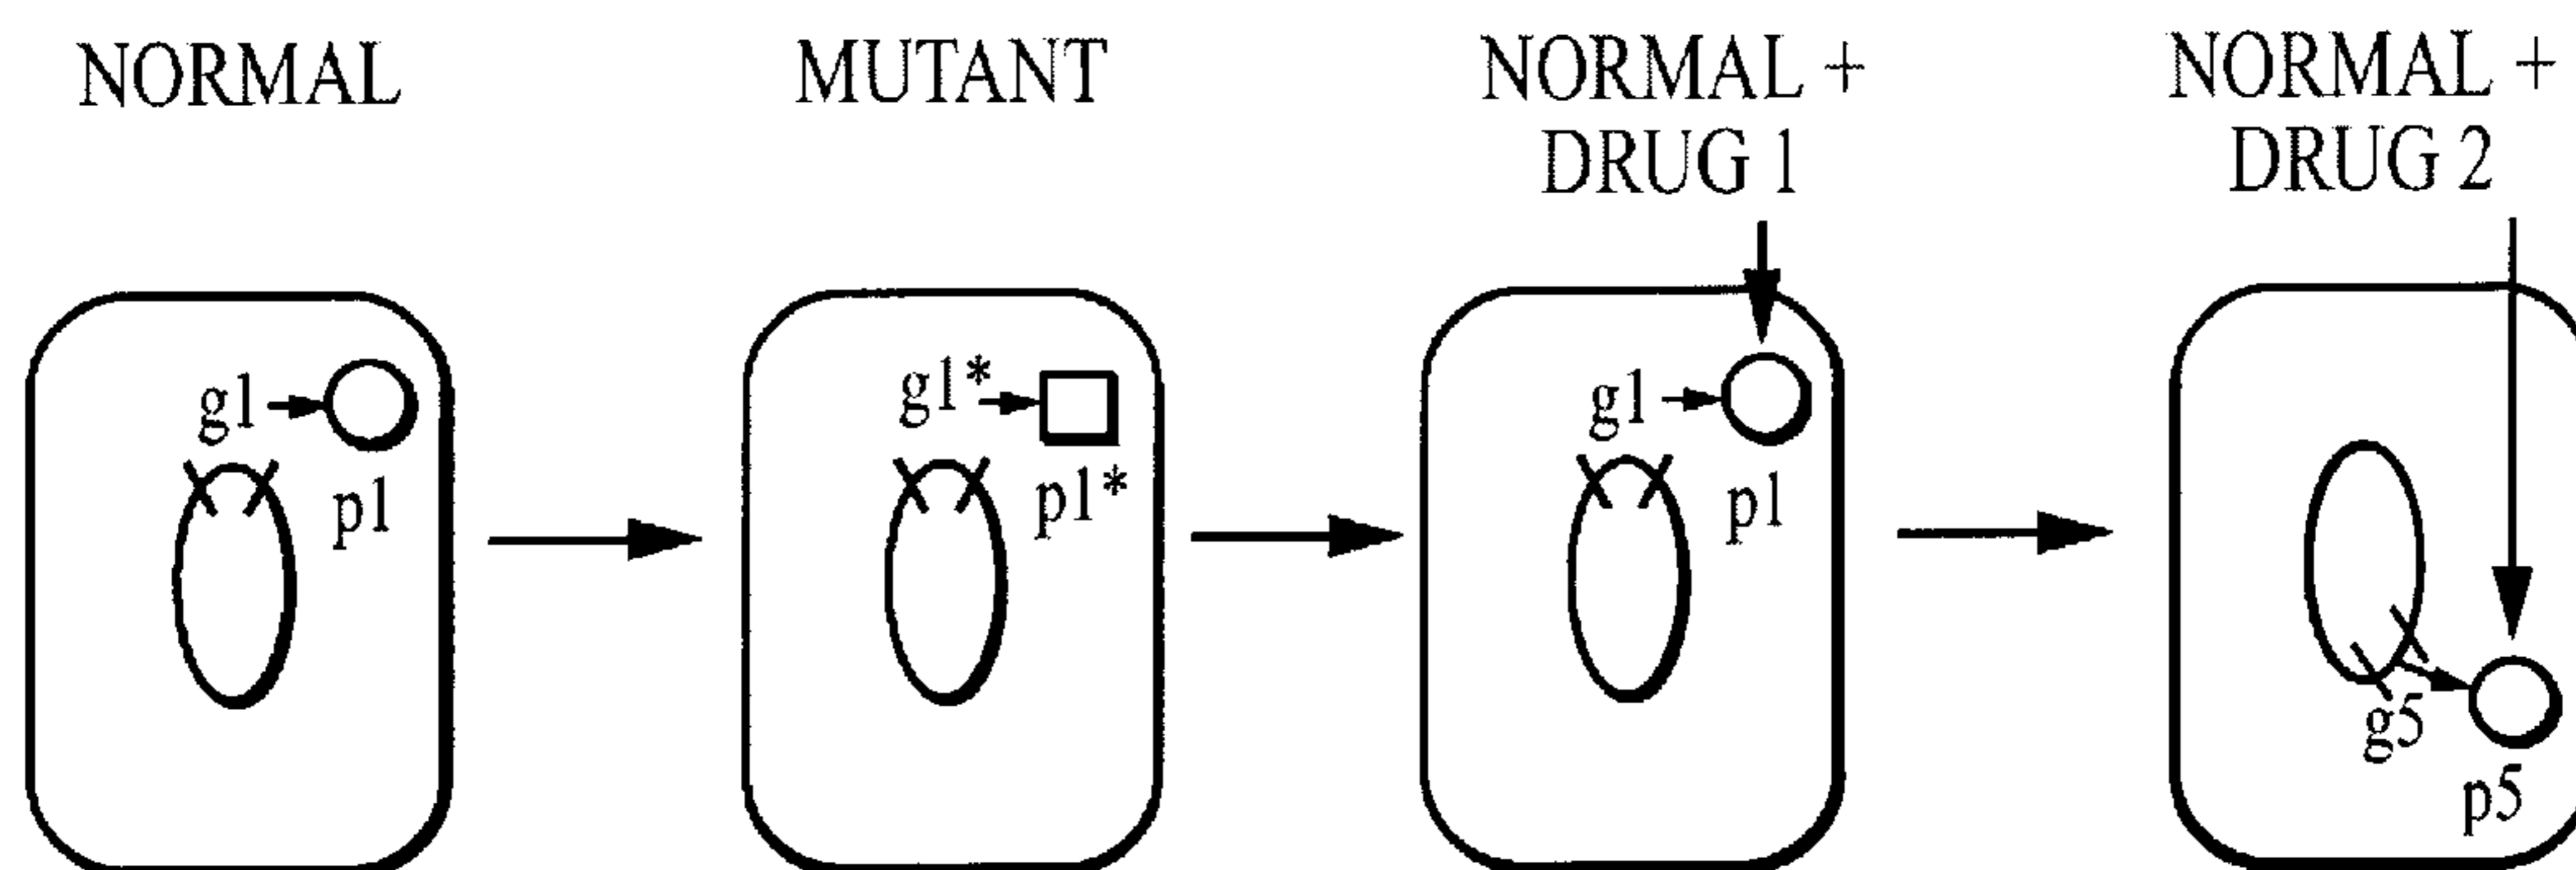 NORMAL
MUTANT
NORMAL +
DRUG 1
NORMAL +
DRUG 2
g1
p1
g1*
p1*
g1
p1
g5
p5